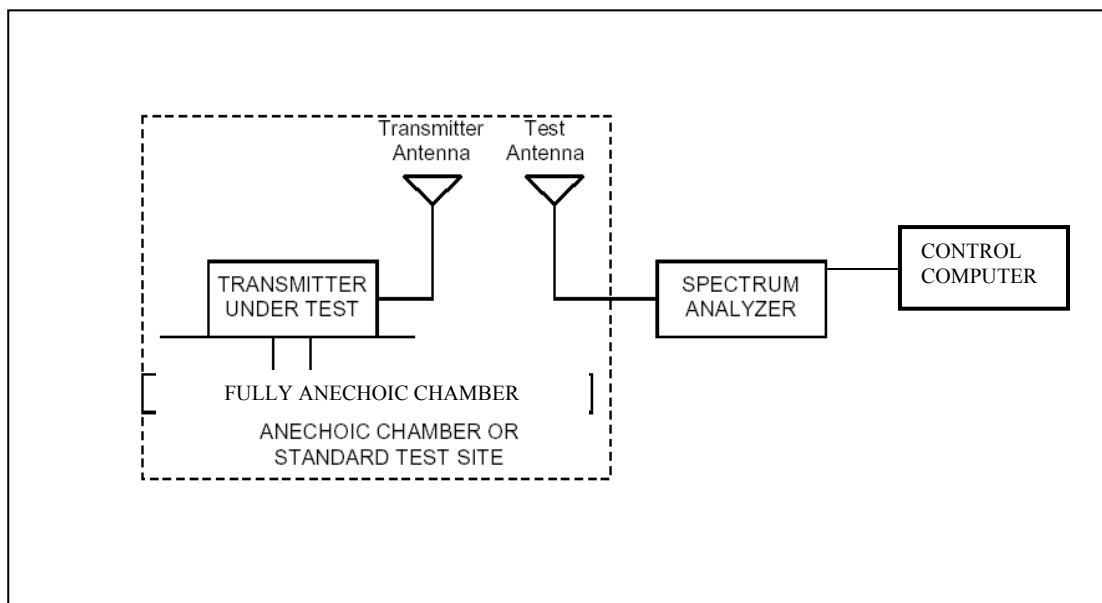 Transmitter
Antenna
Test
Antenna
TRANSMITTER
UNDER TEST
SPECTRUM
ANALYZER
CONTROL
COMPUTER
FULLY ANECHOIC CHAMBER
ANECHOIC CHAMBER OR
STANDARD TEST SITE